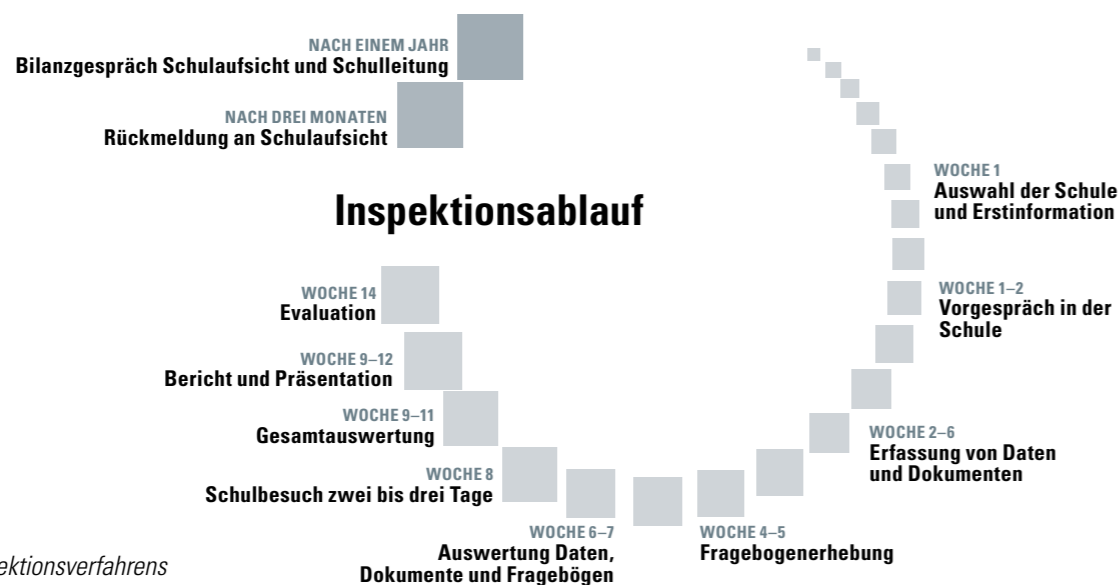 Inspektionsablauf
WOCHE 1
Auswahl der Schule
und Erstinformation
WOCHE 1–2
Vorgespräch in der
Schule
WOCHE 2–6
Erfassung von Daten
und Dokumenten
WOCHE 4–5
Fragebogenerhebung
WOCHE 6–7
Auswertung Daten,
Dokumente und Fragebögen
WOCHE 8
Schulbesuch zwei bis drei Tage
WOCHE 9–11
Gesamtauswertung
WOCHE 9–12
Bericht und Präsentation
WOCHE 14
Evaluation
NACH DREI MONATEN
Rückmeldung an Schulaufsicht
NACH EINEM JAHR
Bilanzgespräch Schulaufsicht und Schulleitung
ektionsverfahrens